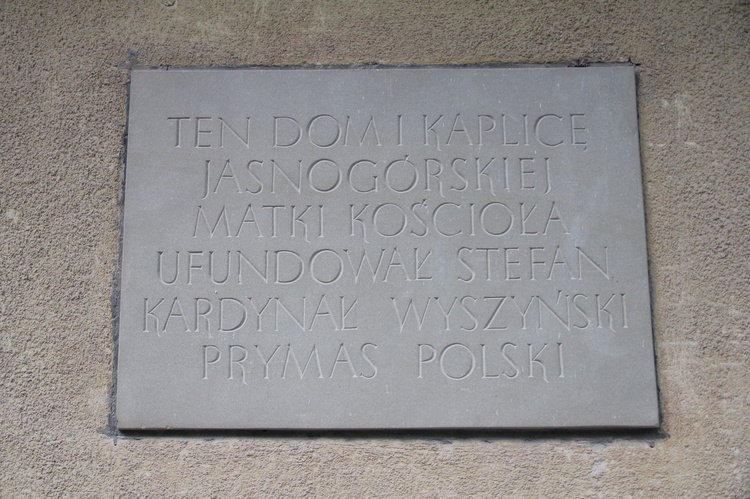 TEN DOM I KAPLICĘ
JASNOGÓRSKIEJ
MATKI KOŚCIOŁA
UFUNDOWAŁ STEFAN
KARDYNAŁ WYSZYŃSKI
PRYMAS POLSKI